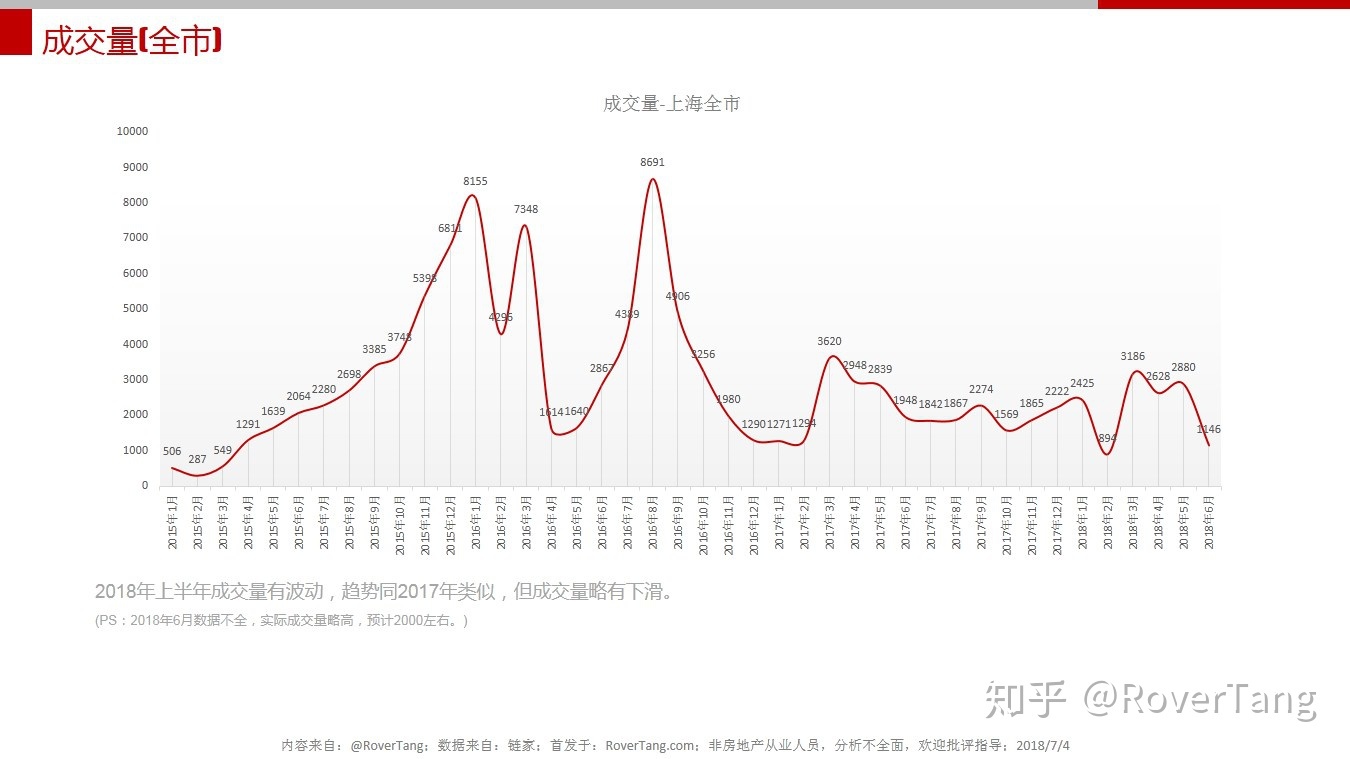 成交量(全市)
成交量-上海全市
10000
9000
8000
7000
6000
5000
4000
3000
2000
1000
0
506
287
549
1291
1639
2064
2280
2698
3385
3748
5398
6811
8155
4296
7348
1614
1640
2867
4389
8691
4906
3256
1980
1290
1271
1294
3620
2948
2839
1948
1842
1867
2274
1569
1865
2222
2425
894
3186
2628
2880
1146
2015年1月
2015年2月
2015年3月
2015年4月
2015年5月
2015年6月
2015年7月
2015年8月
2015年9月
2015年10月
2015年11月
2015年12月
2016年1月
2016年2月
2016年3月
2016年4月
2016年5月
2016年6月
2016年7月
2016年8月
2016年9月
2016年10月
2016年11月
2016年12月
2017年1月
2017年2月
2017年3月
2017年4月
2017年5月
2017年6月
2017年7月
2017年8月
2017年9月
2017年10月
2017年11月
2017年12月
2018年1月
2018年2月
2018年3月
2018年4月
2018年5月
2018年6月
2018年上半年成交量有波动，趋势同2017年类似，但成交量略有下滑。
(PS：2018年6月数据不全，实际成交量略高，预计2000左右。)
知乎 @RoverTang
内容来自：@RoverTang；数据来自：链家；首发于：RoverTang.com；非房地产从业人员，分析不全面，欢迎批评指导；2018/7/4